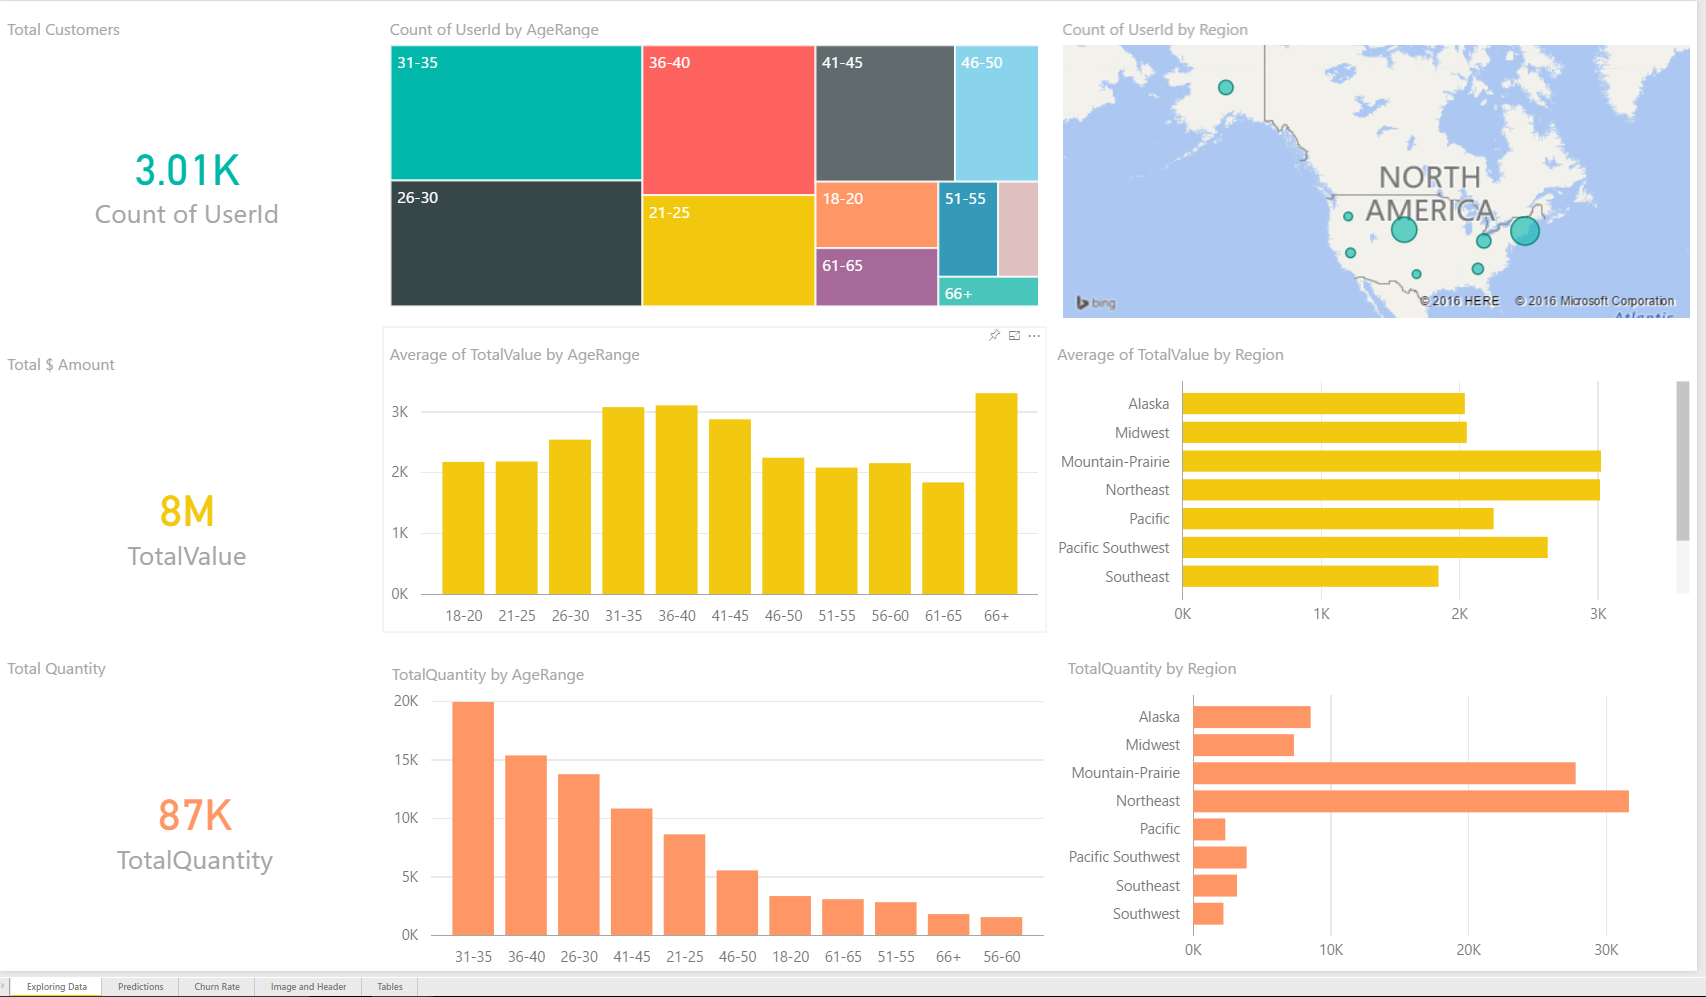 Total Customers
3.01K
Count of UserId
Count of UserId by AgeRange
31-35
36-40
41-45
46-50
26-30
21-25
18-20
51-55
61-65
66+
Count of UserId by Region
NORTH
AMERICA
bing
© 2016 HERE © 2016 Microsoft Corporation
Atlantic
Total $ Amount
8M
TotalValue
Average of TotalValue by AgeRange
3K
2K
1K
0K
18-20 21-25 26-30 31-35 36-40 41-45 46-50 51-55 56-60 61-65 66+
Average of TotalValue by Region
Alaska
Midwest
Mountain-Prairie
Northeast
Pacific
Pacific Southwest
Southeast
0K 1K 2K 3K
Total Quantity
87K
TotalQuantity
TotalQuantity by AgeRange
20K
15K
10K
5K
0K
31-35 36-40 26-30 41-45 21-25 46-50 18-20 61-65 51-55 66+ 56-60
TotalQuantity by Region
Alaska
Midwest
Mountain-Prairie
Northeast
Pacific
Pacific Southwest
Southeast
Southwest
0K 10K 20K 30K
Exploring Data Predictions Churn Rate Image and Header Tables